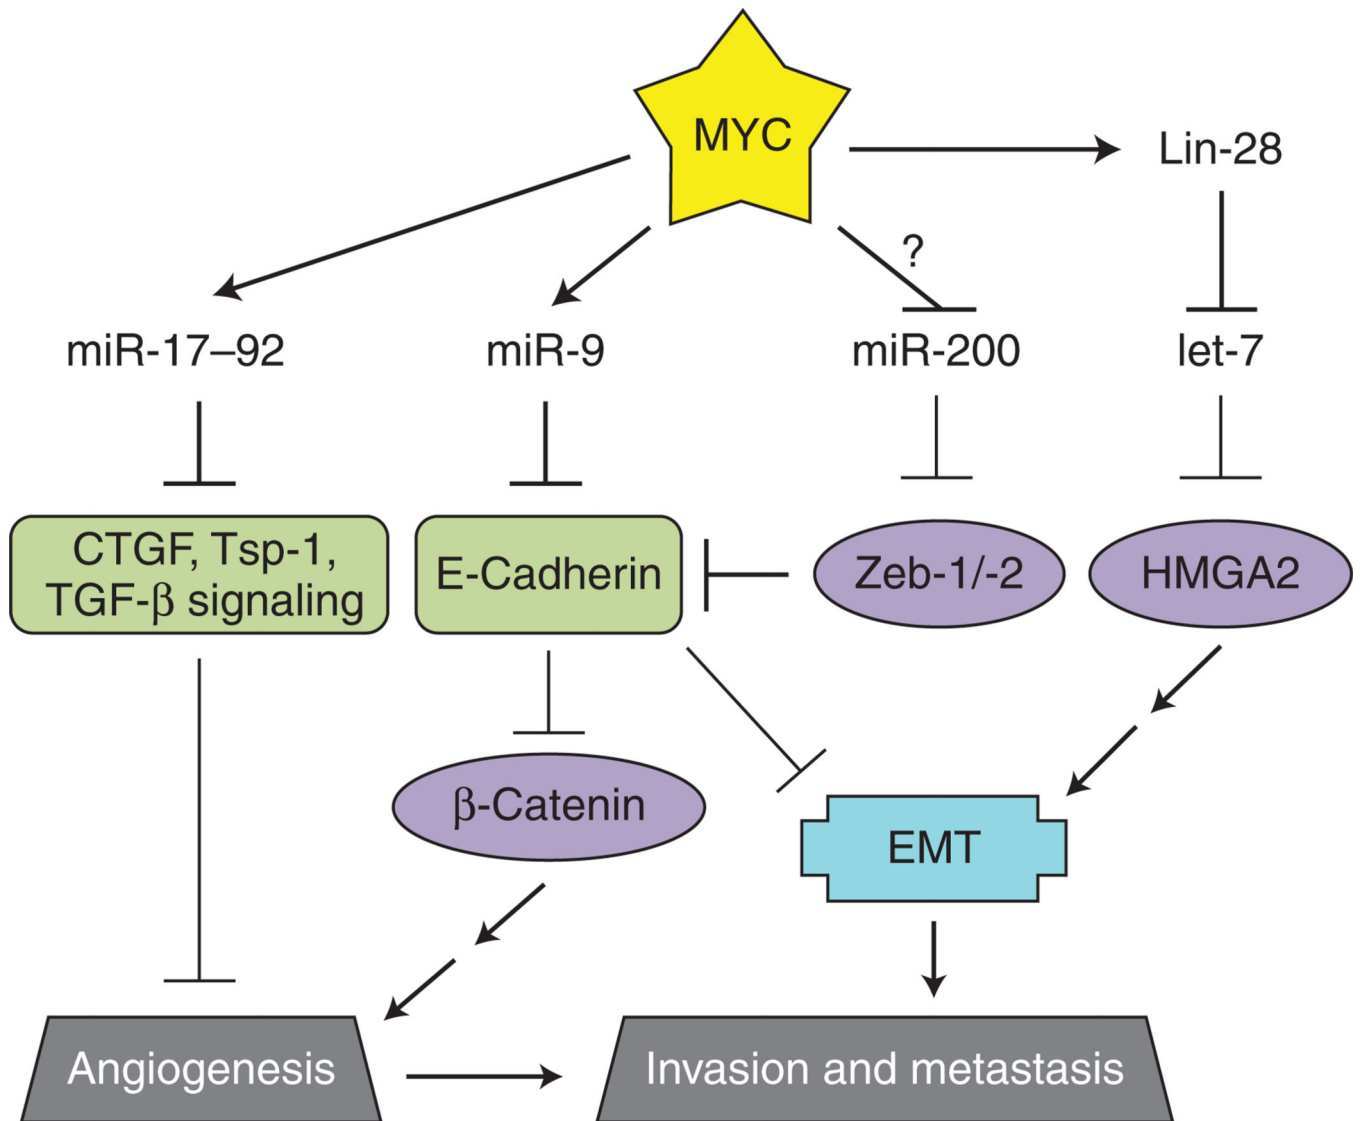 MYC
Lin-28
?
miR-17–92
miR-9
miR-200
let-7
CTGF, Tsp-1,
TGF-β signaling
E-Cadherin
Zeb-1/-2
HMGA2
β-Catenin
EMT
Angiogenesis
Invasion and metastasis